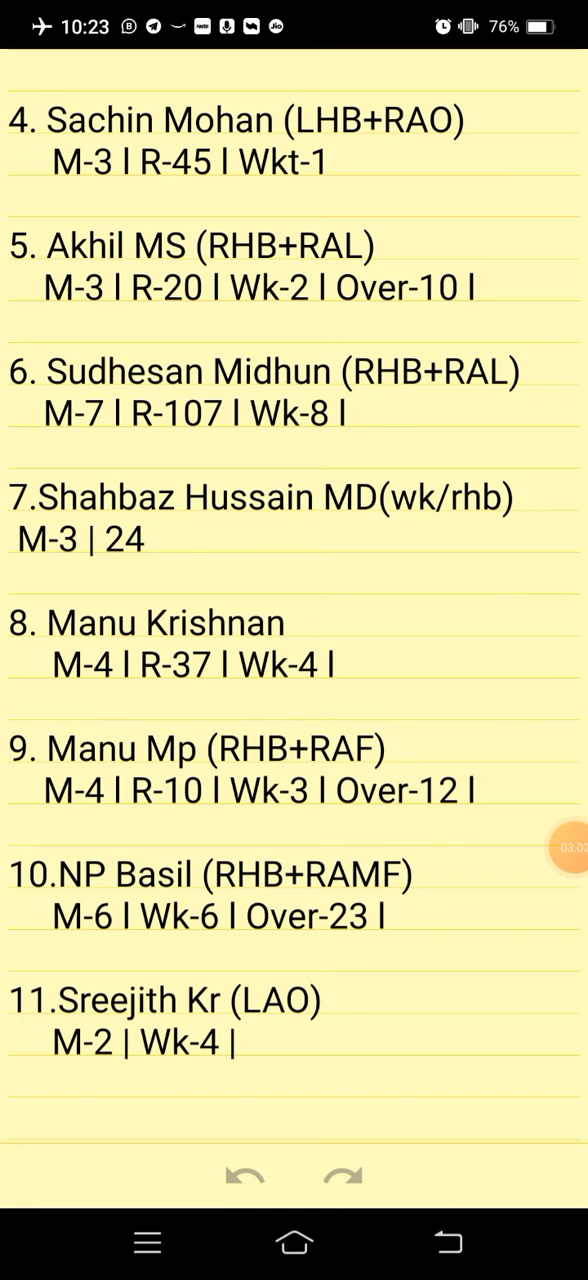 10:23
76%
4. Sachin Mohan (LHB+RAO)
M-3 l R-45 l Wkt-1
5. Akhil MS (RHB+RAL)
M-3 l R-20 l Wk-2 l Over-10 l
6. Sudhesan Midhun (RHB+RAL)
M-7 l R-107 l Wk-8 l
7.Shahbaz Hussain MD(wk/rhb)
M-3 | 24
8. Manu Krishnan
M-4 l R-37 l Wk-4 l
9. Manu Mp (RHB+RAF)
M-4 l R-10 l Wk-3 l Over-12 l
03:02
10.NP Basil (RHB+RAMF)
M-6 l Wk-6 l Over-23 l
11.Sreejith Kr (LAO)
M-2 | Wk-4 |